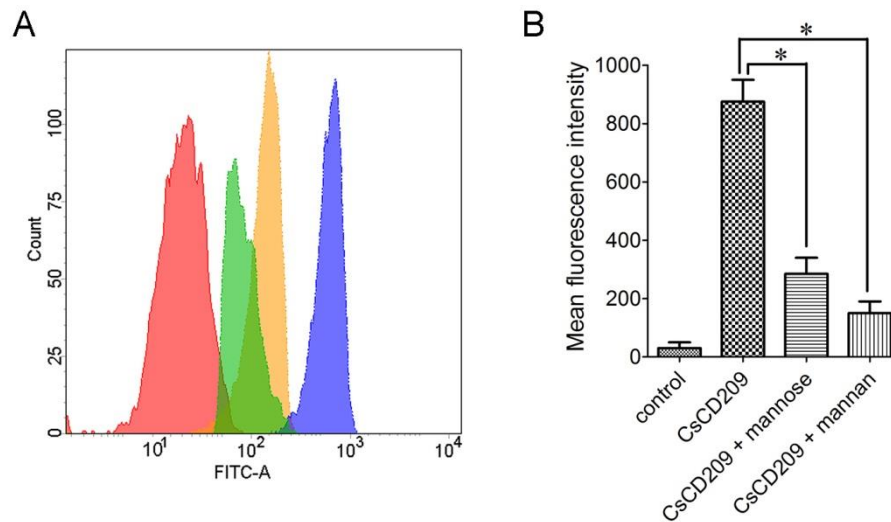 A
Count
100
75
50
25
0
10¹ 10² 10³ 10⁴
FITC-A
B
Mean fluorescence intensity
1000
800
600
400
200
0
*
*
control
CsCD209
CsCD209 + mannose
CsCD209 + mannan